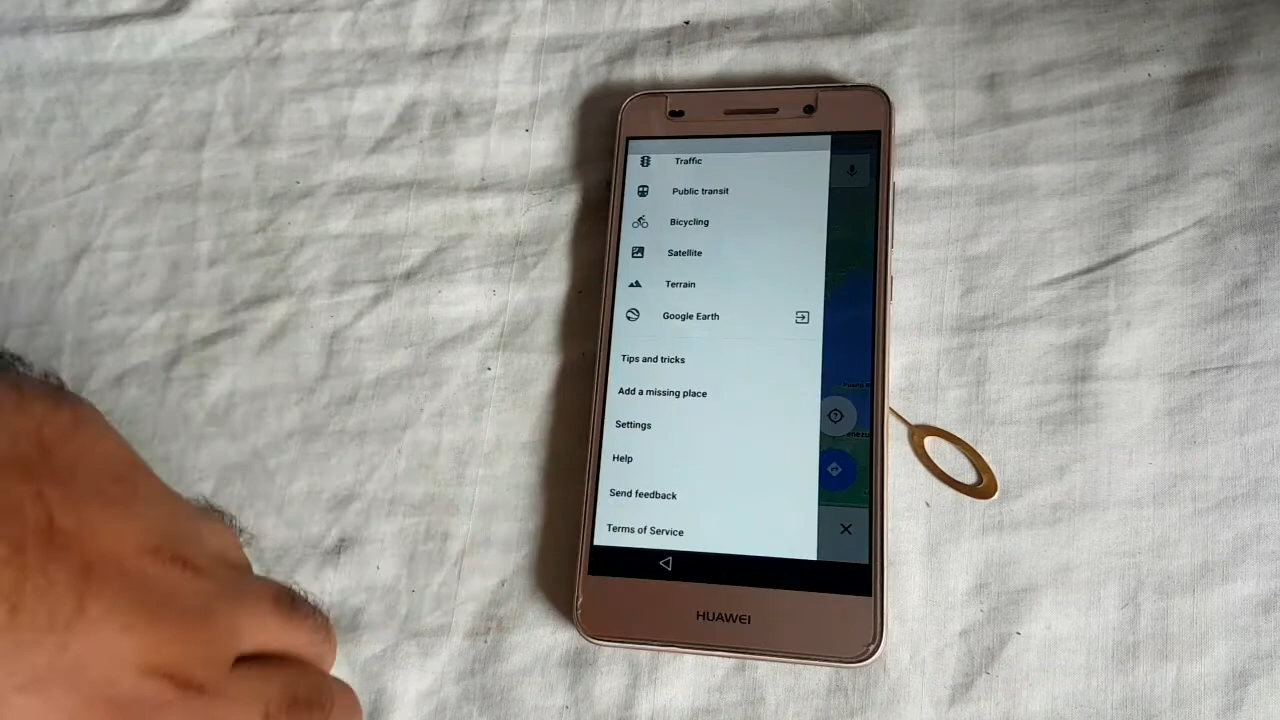 Traffic
Public transit
Bicycling
Satellite
Terrain
Google Earth
Tips and tricks
Add a missing place
Settings
Help
Send feedback
Terms of Service
HUAWEI